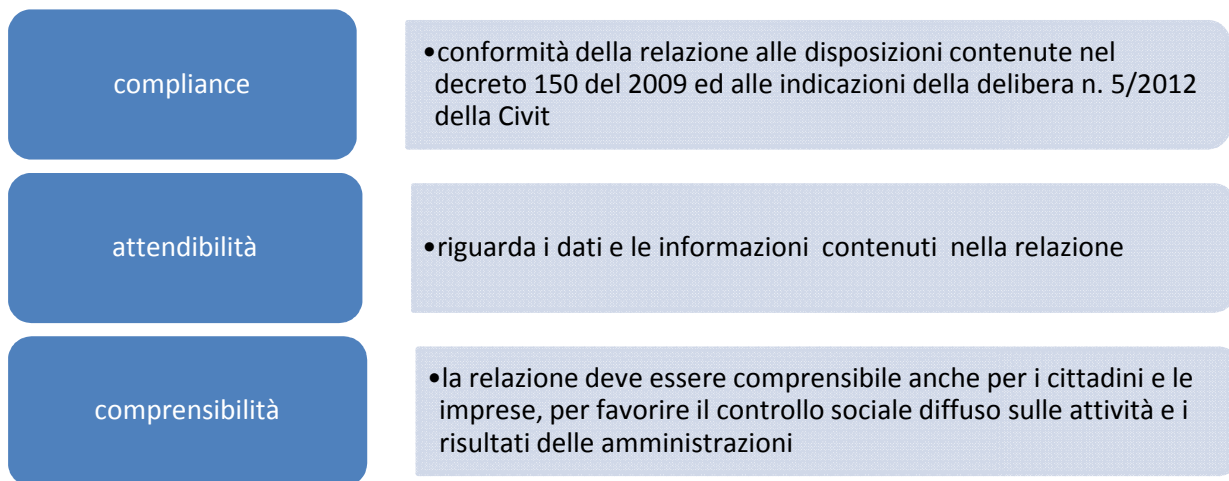 compliance
•conformità della relazione alle disposizioni contenute nel
decreto 150 del 2009 ed alle indicazioni della delibera n. 5/2012
della Civit
attendibilità
•riguarda i dati e le informazioni contenuti nella relazione
comprensibilità
•la relazione deve essere comprensibile anche per i cittadini e le
imprese, per favorire il controllo sociale diffuso sulle attività e i
risultati delle amministrazioni